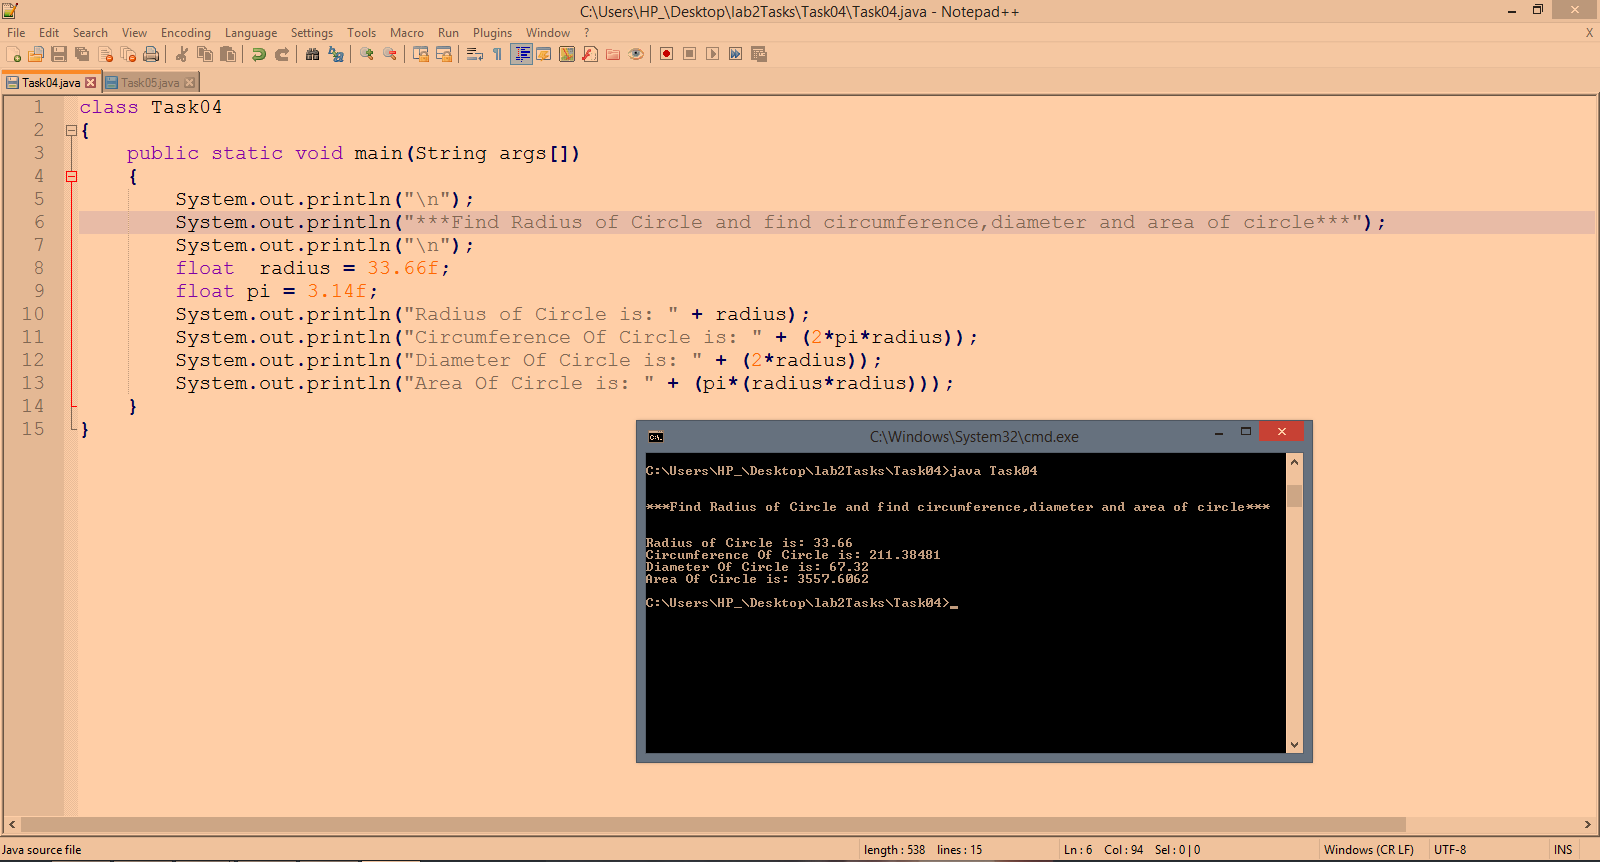 C:\Users\HP_\Desktop\lab2Tasks\Task04\Task04.java - Notepad++
X
File Edit Search View Encoding Language Settings Tools Macro Run Plugins Window ? X
Task04.java Task05.java
1 class Task04
2 {
3 public static void main(String args[])
4 {
5 System.out.println("\n");
6 System.out.println("***Find Radius of Circle and find circumference,diameter and area of circle***");
7 System.out.println("\n");
8 float  radius = 33.66f;
9 float pi = 3.14f;
10 System.out.println("Radius of Circle is: " + radius);
11 System.out.println("Circumference Of Circle is: " + (2*pi*radius));
12 System.out.println("Diameter Of Circle is: " + (2*radius));
13 System.out.println("Area Of Circle is: " + (pi*(radius*radius)));
14 }
15 }
C:\Windows\System32\cmd.exe
C:\Users\HP_\Desktop\lab2Tasks\Task04>java Task04
***Find Radius of Circle and find circumference,diameter and area of circle***
Radius of Circle is: 33.66
Circumference Of Circle is: 211.38481
Diameter Of Circle is: 67.32
Area Of Circle is: 3557.6062
C:\Users\HP_\Desktop\lab2Tasks\Task04>_
Java source file length : 538 lines : 15 Ln : 6 Col : 94 Sel : 0 | 0 Windows (CR LF) UTF-8 INS